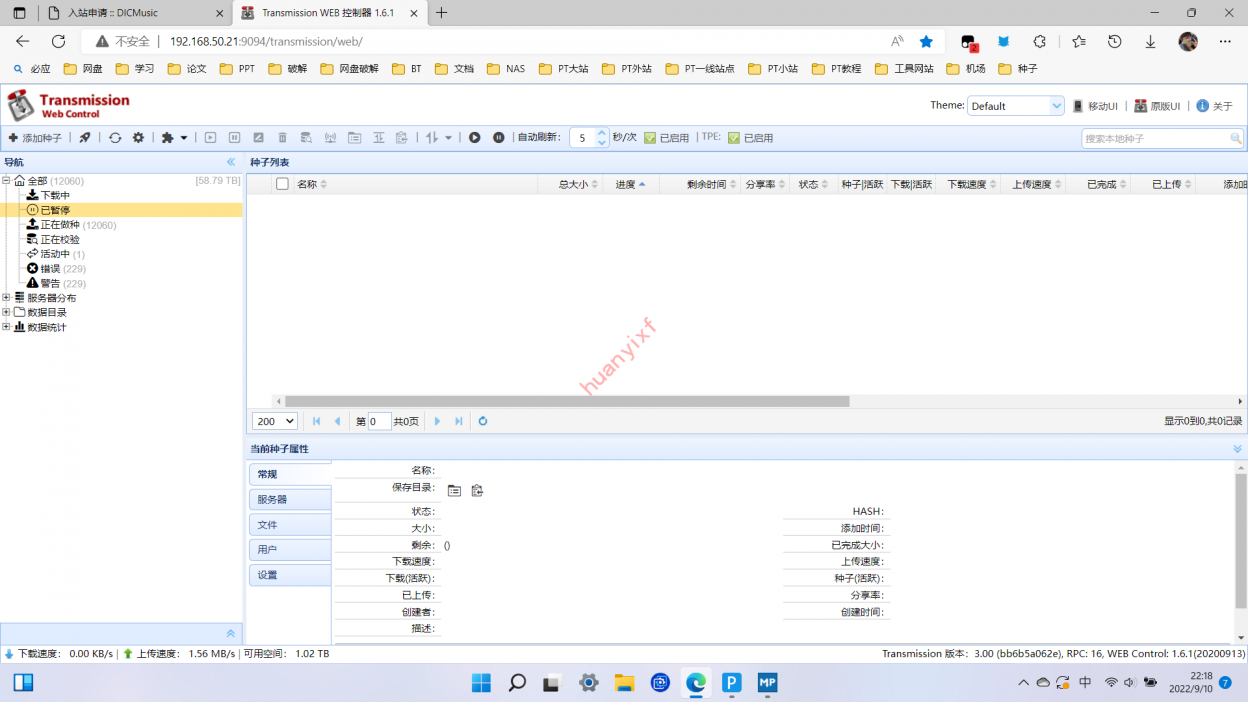 入站申请 :: DICMusic
Transmission WEB 控制器 1.6.1
不安全 192.168.50.21:9094/transmission/web/
2
必应 网盘 学习 论文 PPT 破解 网盘破解 BT 文档 NAS PT大站 PT外站 PT一线站点 PT小站 PT教程 工具网站 机场 种子
Transmission
Web Control
Theme: Default 移动UI | 原版UI | 关于
添加种子 自动刷新: 5 秒/次 已启用 TPE: 已启用 搜索本地种子
导航
全部 (12060) [58.79 TB]
下载中
已暂停
正在做种 (12060)
正在校验
活动中 (1)
错误 (229)
警告 (229)
服务器分布
数据目录
数据统计
种子列表
名称 总大小 进度 剩余时间 分享率 状态 种子|活跃 下载|活跃 下载速度 上传速度 已完成 已上传 添加时
huanyixf
200 第 0 共0页 显示0到0,共0记录
当前种子属性
常规
服务器
文件
用户
设置
名称:
保存目录:
状态: HASH:
大小: 添加时间:
剩余: () 已完成大小:
下载速度: 上传速度:
下载(活跃): 种子(活跃):
已上传: 分享率:
创建者: 创建时间:
描述:
下载速度: 0.00 KB/s | 上传速度: 1.56 MB/s | 可用空间: 1.02 TB Transmission 版本: 3.00 (bb6b5a062e), RPC: 16, WEB Control: 1.6.1(20200913)
P MP 中 22:18
2022/9/10 7